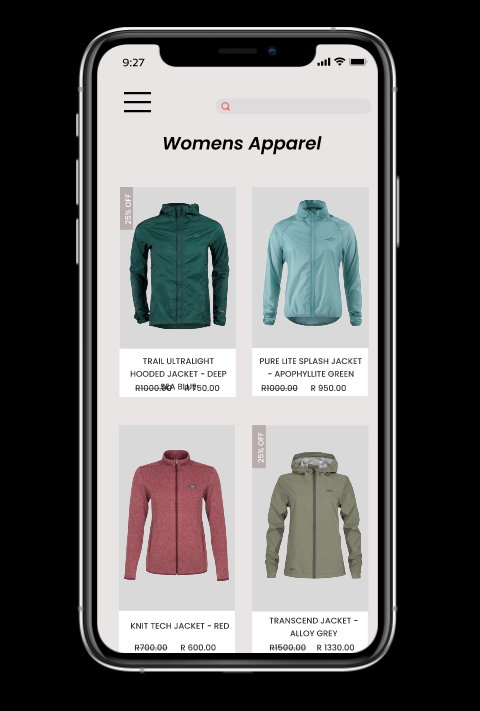 9:27
Womens Apparel
25% OFF
TRAIL ULTRALIGHT
HOODED JACKET - DEEP
SEA BLUE
R1000.00 R 750.00
PURE LITE SPLASH JACKET
- APOPHYLLITE GREEN
R1000.00 R 950.00
KNIT TECH JACKET - RED
R700.00 R 600.00
25% OFF
TRANSCEND JACKET -
ALLOY GREY
R1500.00 R 1330.00